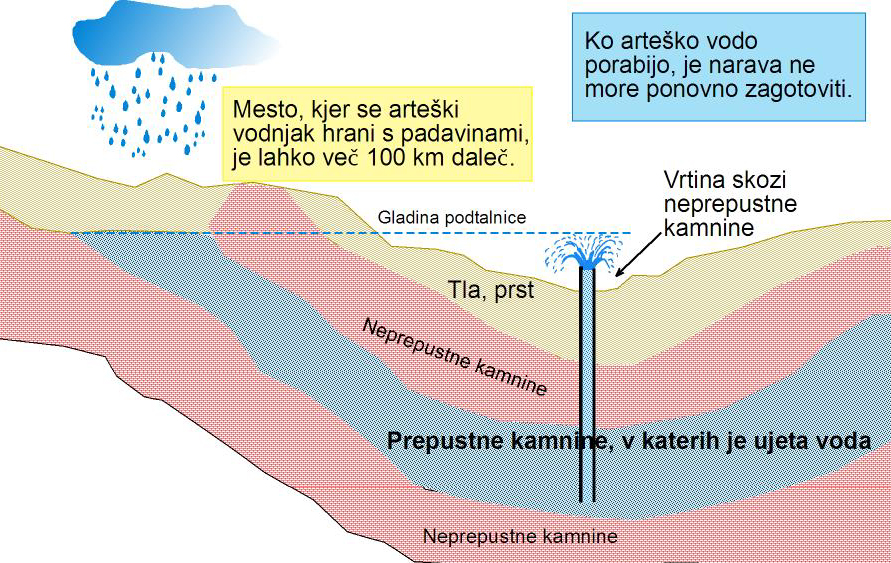 Ko arteško vodo
porabijo, je narava ne
more ponovno zagotoviti.
Mesto, kjer se arteški
vodnjak hrani s padavinami,
je lahko več 100 km daleč.
Vrtina skozi
neprepustne
kamnine
Gladina podtalnice
Tla, prst
Neprepustne kamnine
Prepustne kamnine, v katerih je ujeta voda
Neprepustne kamnine